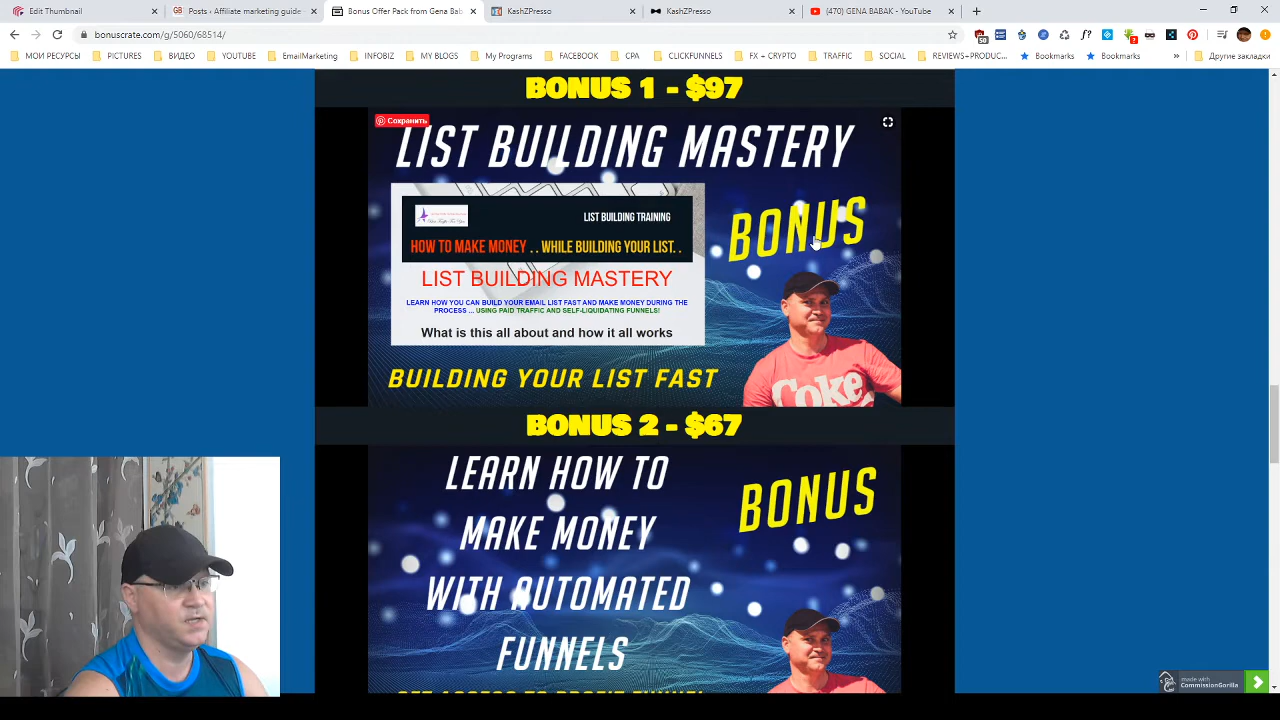 Edit Thumbnail
Posts ‹ Affiliate marketing guide
Bonus Offer Pack from Gena Bab
KashZPresso
KashZPresso
(470) GENA BABAK - YouTube
bonuscrate.com/g/5060/68514/
58
МОИ РЕСУРСЫ
PICTURES
ВИДЕО
YOUTUBE
EmailMarketing
INFOBIZ
MY BLOGS
My Programs
FACEBOOK
CPA
CLICKFUNNELS
FX + CRYPTO
TRAFFIC
SOCIAL
REVIEWS+PRODUC...
Bookmarks
Bookmarks
Другие закладки
BONUS 1 - $97
Сохранить
LIST BUILDING MASTERY
LIST BUILDING TRAINING
HOW TO MAKE MONEY . . WHILE BUILDING YOUR LIST. .
LIST BUILDING MASTERY
LEARN HOW YOU CAN BUILD YOUR EMAIL LIST FAST AND MAKE MONEY DURING THE
PROCESS ... USING PAID TRAFFIC AND SELF-LIQUIDATING FUNNELS!
What is this all about and how it all works
BONUS
BUILDING YOUR LIST FAST
Coke
BONUS 2 - $67
LEARN HOW TO
MAKE MONEY
WITH AUTOMATED
FUNNELS
BONUS
made with
CommissionGorilla